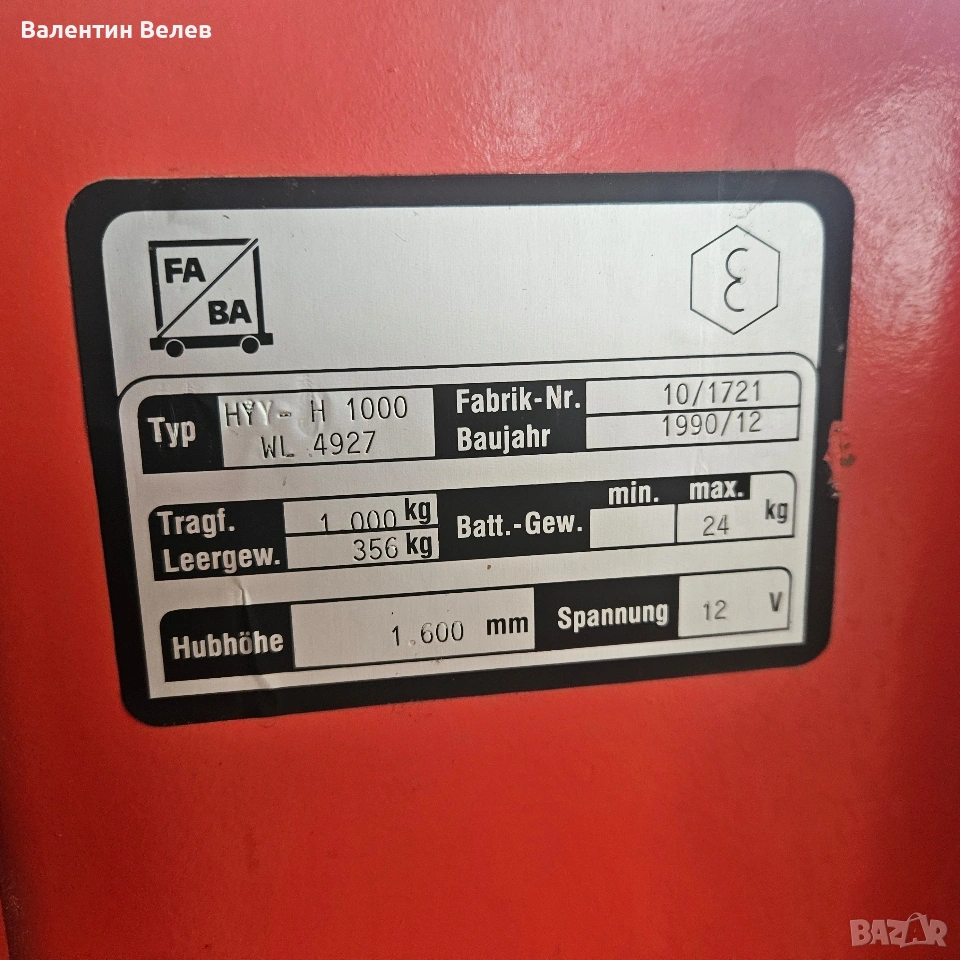 Валентин Велев
FA
BA
Typ HYY- H 1000
WL 4927
Fabrik-Nr. 10/1721
Baujahr 1990/12
Tragf. 1 000 kg
Leergew. 356 kg
Batt.-Gew. min. max. 24 kg
Hubhöhe 1.600 mm
Spannung 12 V
BAZAR